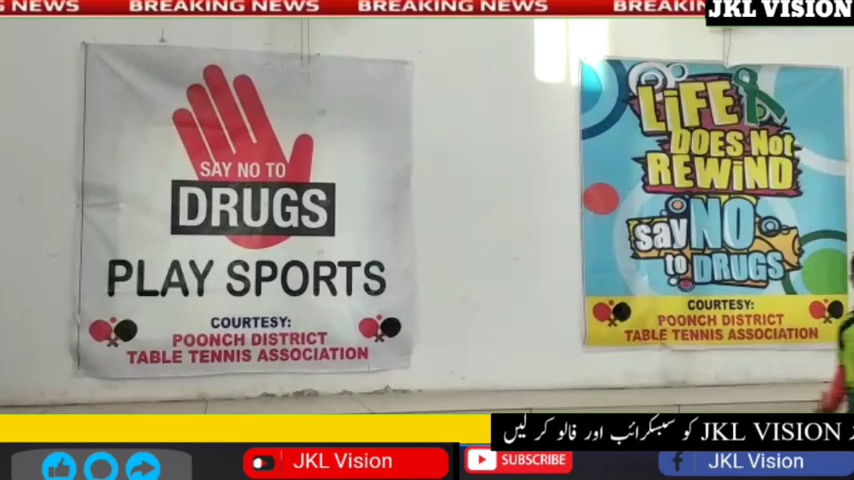 BREAKING NEWS BREAKING NEWS BREAKING
JKL VISION
SAY NO TO
DRUGS
PLAY SPORTS
COURTESY:
POONCH DISTRICT
TABLE TENNIS ASSOCIATION
LiFE
DOES Not
REWiND
say NO
to DRUGS
COURTESY:
POONCH DISTRICT
TABLE TENNIS ASSOCIATION
JKL VISION کو سبسکرائب اور فالو کر لیں
JKL Vision
SUBSCRIBE
JKL Vision